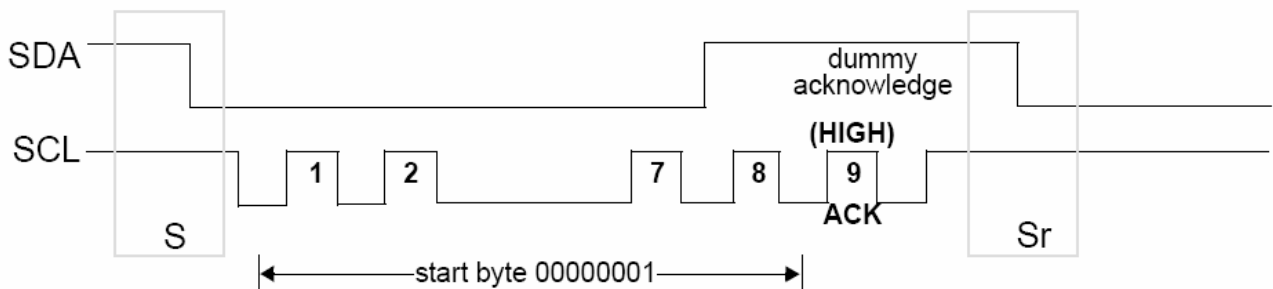 SDA
dummy
acknowledge
(HIGH)
SCL
1 2 7 8 9
ACK
S Sr
start byte 00000001